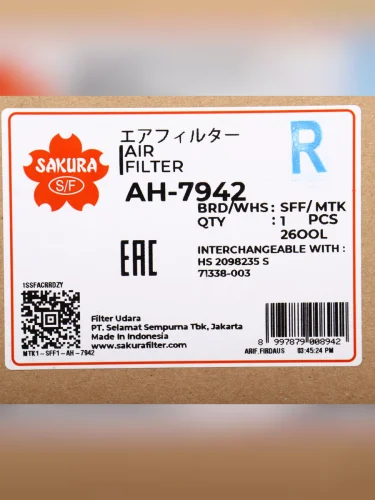 SAKURA
S/F
エアフィルター
AIR
FILTER
R
AH-7942
BRD/WHS : SFF/ MTK
QTY : 1 PCS
260OL
INTERCHANGEABLE WITH :
HS 2098235 S
71338-003
EAC
1SSFACRRDZY
MTK1-SFF1-AH-7942
Filter Udara
PT. Selamat Sempurna Tbk, Jakarta
Made In Indonesia
www.sakurafilter.com
8 997879 008942
ARIF.FIRDAUS 03:45:24 PM